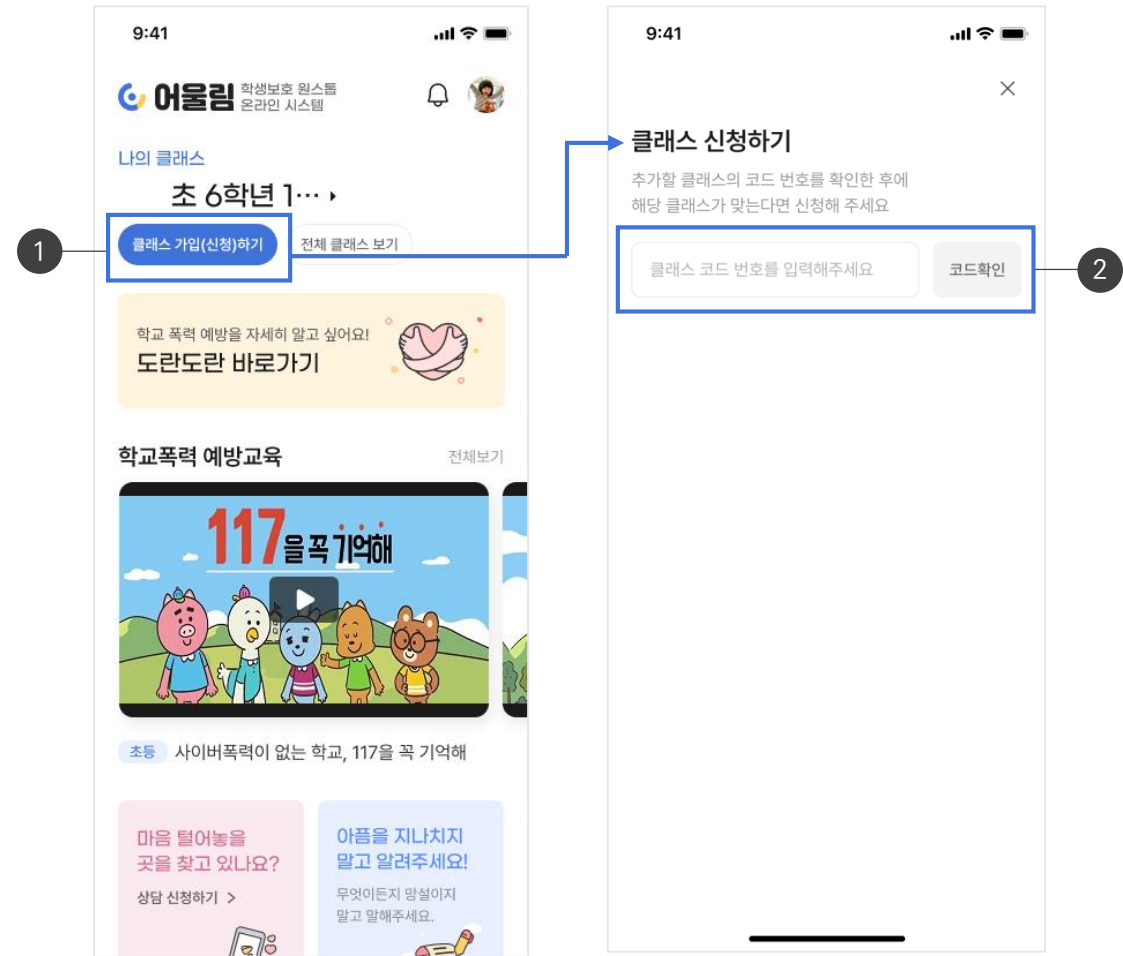 9:41
어울림 학생보호 원스톱
온라인 시스템
나의 클래스
초 6학년 1…
클래스 가입(신청)하기 전체 클래스 보기
1
학교 폭력 예방을 자세히 알고 싶어요!
도란도란 바로가기
학교폭력 예방교육 전체보기
117을 꼭 기억해
초등 사이버폭력이 없는 학교, 117을 꼭 기억해
마음 털어놓을
곳을 찾고 있나요?
상담 신청하기 >
아픔을 지나치지
말고 알려주세요!
무엇이든지 망설이지
말고 말해주세요.
9:41
클래스 신청하기
추가할 클래스의 코드 번호를 확인한 후에
해당 클래스가 맞는다면 신청해 주세요
클래스 코드 번호를 입력해주세요 코드확인
2